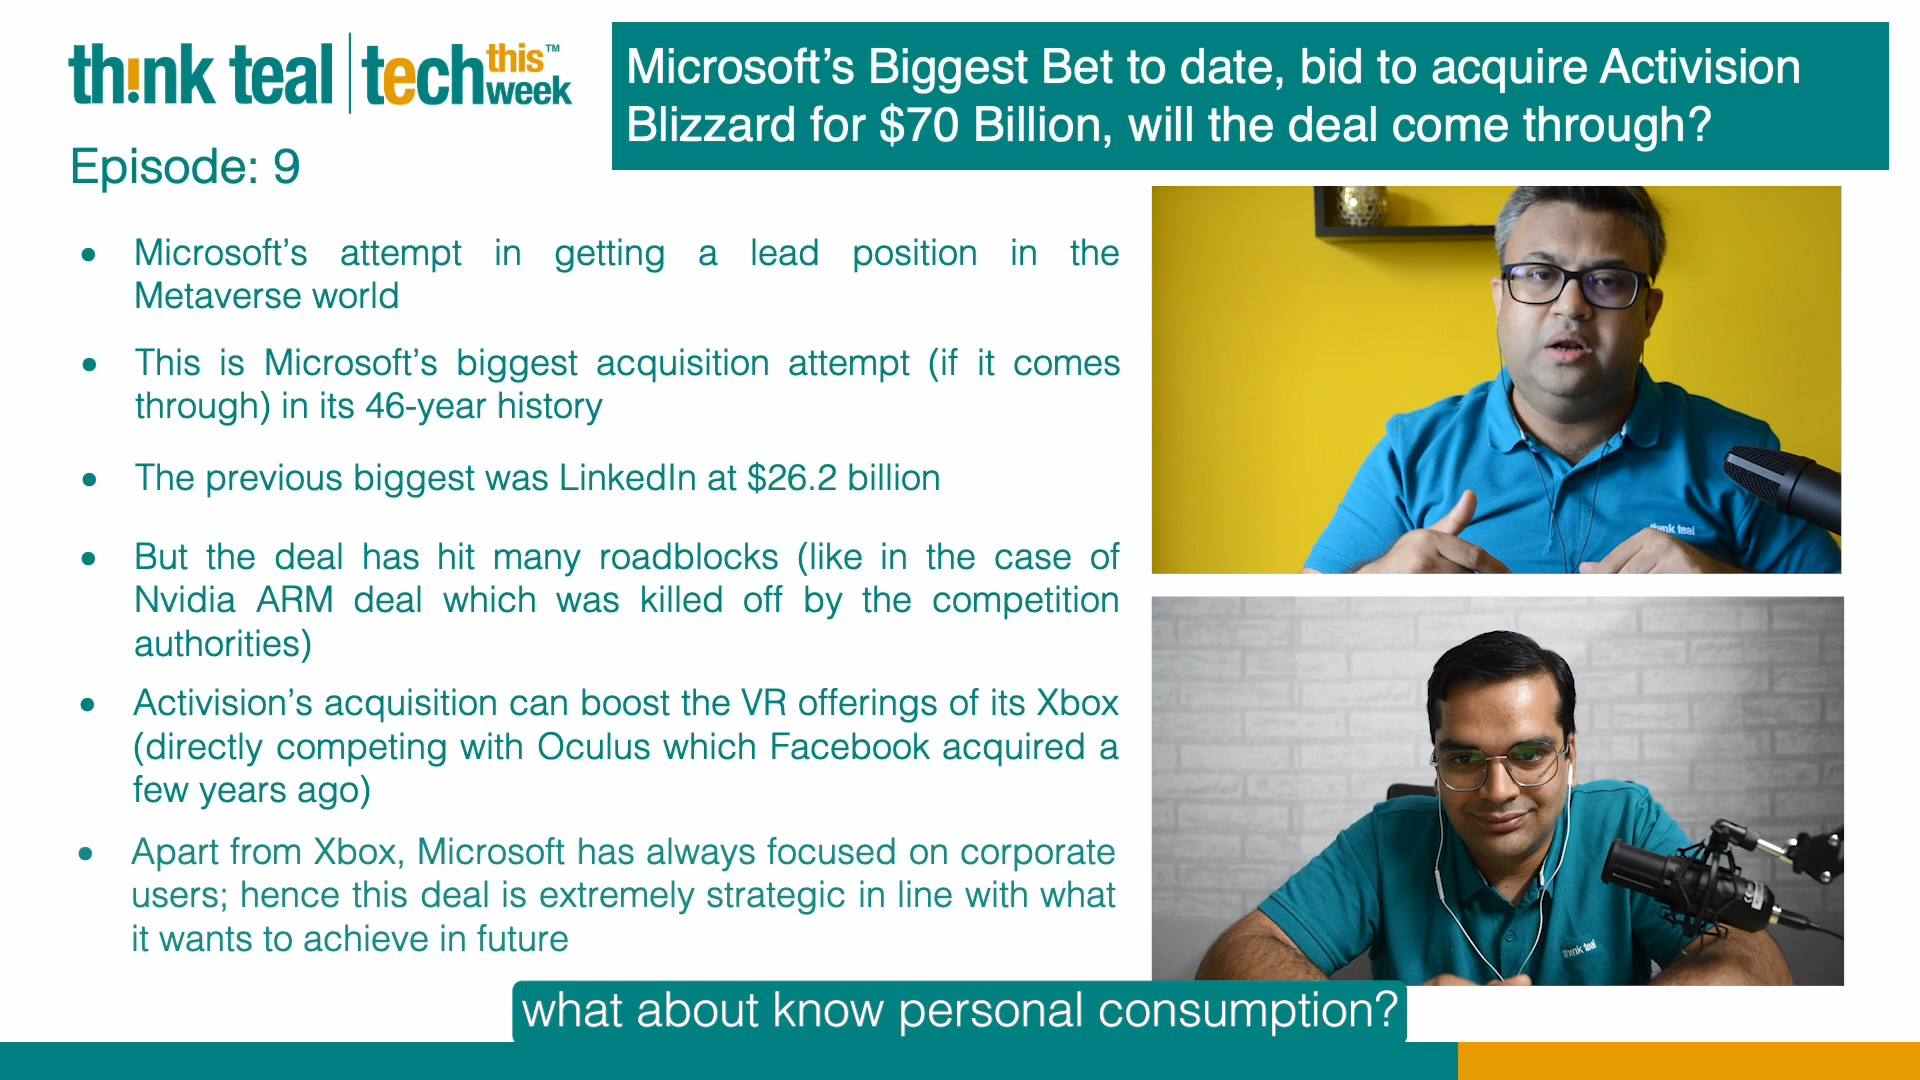 think teal tech this™ week
Episode: 9
Microsoft’s Biggest Bet to date, bid to acquire Activision
Blizzard for $70 Billion, will the deal come through?
• Microsoft’s attempt in getting a lead position in the
Metaverse world
• This is Microsoft’s biggest acquisition attempt (if it comes
through) in its 46-year history
• The previous biggest was LinkedIn at $26.2 billion
• But the deal has hit many roadblocks (like in the case of
Nvidia ARM deal which was killed off by the competition
authorities)
• Activision’s acquisition can boost the VR offerings of its Xbox
(directly competing with Oculus which Facebook acquired a
few years ago)
• Apart from Xbox, Microsoft has always focused on corporate
users; hence this deal is extremely strategic in line with what
it wants to achieve in future
think teal
think teal
what about know personal consumption?